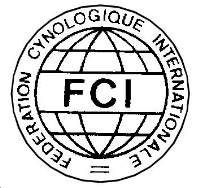 FEDERATION CYNOLOGIQUE INTERNATIONALE
FCI